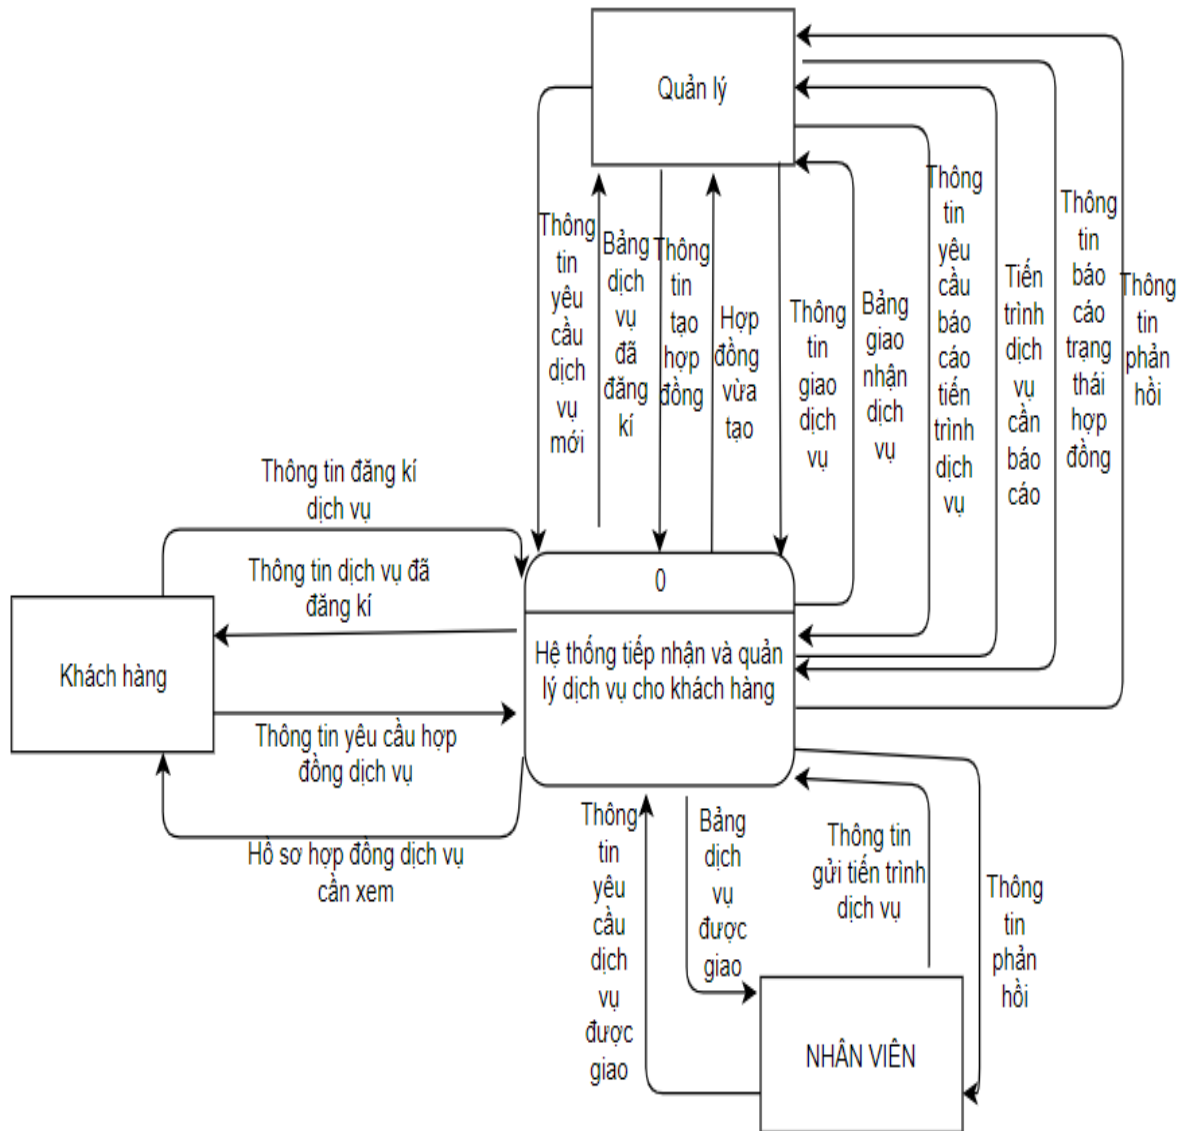 Quản lý
Thông
tin
yêu
cầu
dịch
vụ
mới
Bảng
dịch
vụ
đã
đăng
kí
Thông
tin
tạo
hợp
đồng
Hợp
đồng
vừa
tạo
Thông
tin
giao
dịch
vụ
Bảng
giao
nhận
dịch
vụ
Thông
tin
yêu
cầu
báo
cáo
tiến
trình
dịch
vụ
Tiến
trình
dịch
vụ
cần
báo
cáo
Thông
tin
báo
cáo
trạng
thái
hợp
đồng
Thông
tin
phản
hồi
Thông tin đăng kí
dịch vụ
Thông tin dịch vụ đã
đăng kí
Khách hàng
Thông tin yêu cầu hợp
đồng dịch vụ
Hồ sơ hợp đồng dịch vụ
cần xem
0
Hệ thống tiếp nhận và quản
lý dịch vụ cho khách hàng
Thông
tin
yêu
cầu
dịch
vụ
được
giao
Bảng
dịch
vụ
được
giao
Thông tin
gửi tiến trình
dịch vụ
Thông
tin
phản
hồi
NHÂN VIÊN